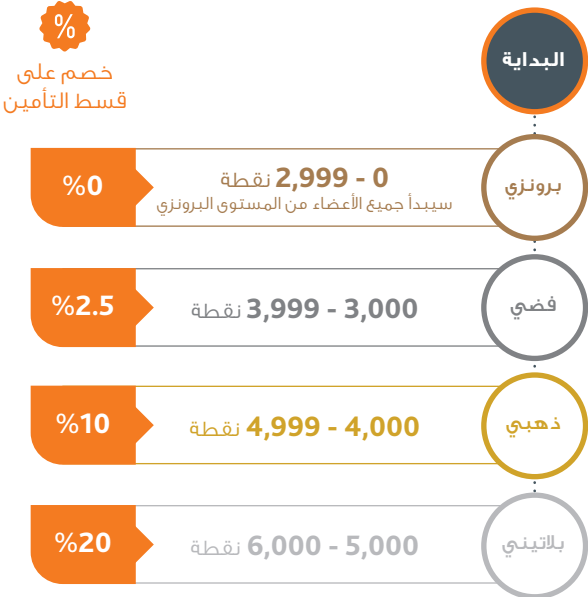 البداية
%
خصم على
قسط التأمين
برونزي
0 - 2,999 نقطة
سيبدأ جميع الأعضاء من المستوى البرونزي
%0
فضي
3,000 - 3,999 نقطة
%2.5
ذهبي
4,000 - 4,999 نقطة
%10
بلاتيني
5,000 - 6,000 نقطة
%20